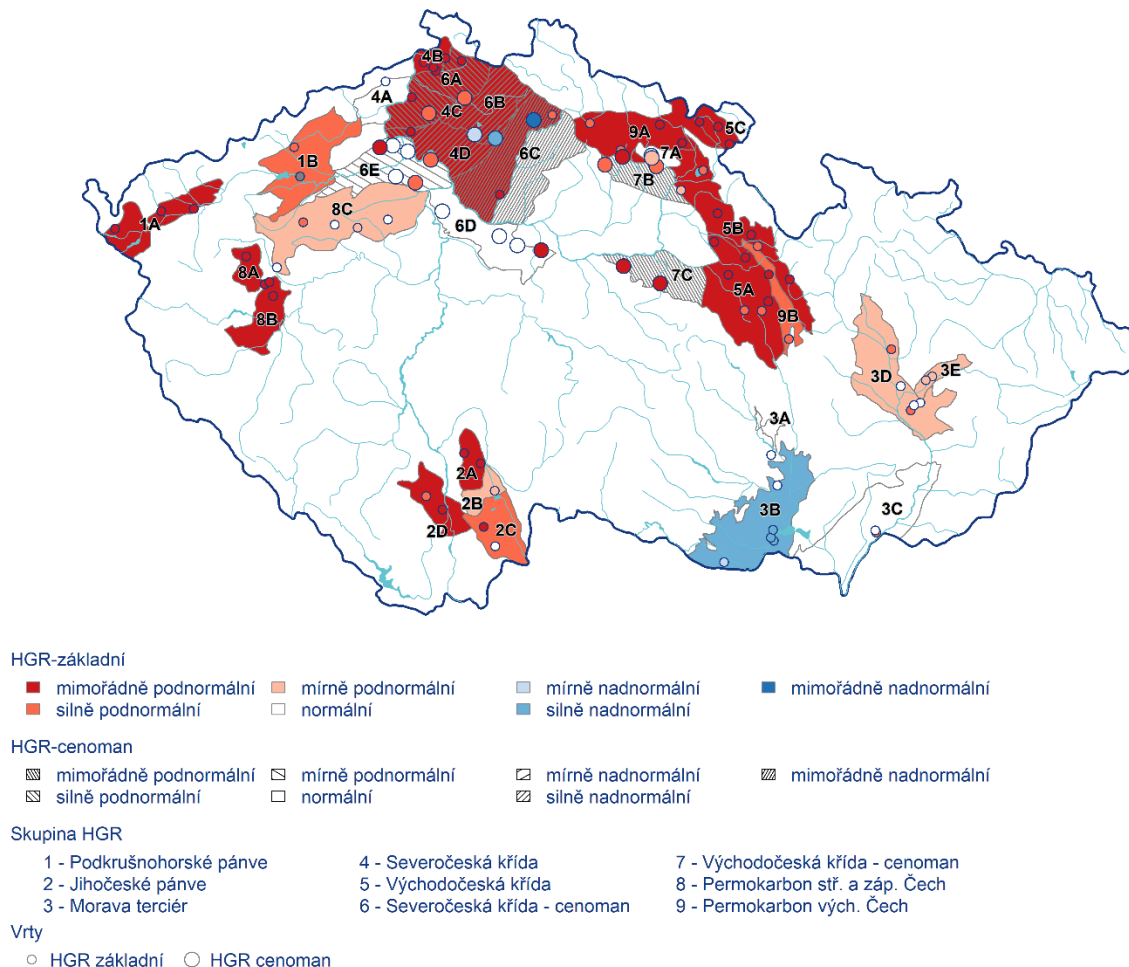 4B
6A
4A
4C
6B
5C
9A
4D
6C
7A
1B
6E
7B
1A
8C
6D
5B
8A
7C
5A
8B
9B
3D
3E
3A
2A
2B
3B
3C
2D
2C
HGR-základní
mimořádně podnormální mírně podnormální mírně nadnormální mimořádně nadnormální
silně podnormální normální silně nadnormální
HGR-cenoman
mimořádně podnormální mírně podnormální mírně nadnormální mimořádně nadnormální
silně podnormální normální silně nadnormální
Skupina HGR
1 - Podkrušnohorské pánve 4 - Severočeská křída 7 - Východočeská křída - cenoman
2 - Jihočeské pánve 5 - Východočeská křída 8 - Permokarbon stř. a záp. Čech
3 - Morava terciér 6 - Severočeská křída - cenoman 9 - Permokarbon vých. Čech
Vrty
HGR základní HGR cenoman